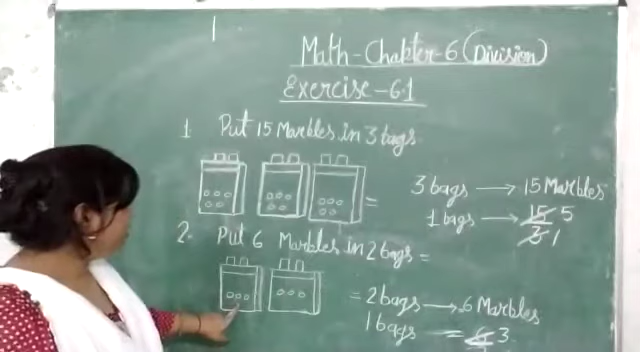 Math-Chapter-6 (Division)
Exercise-6.1
1. Put 15 Marbles in 3 bags.
=
3 bags → 15 Marbles
1 bags → 15 5
3 1
2. Put 6 Marbles in 2 bags =
= 2 bags → 6 Marbles
1 bags = 3